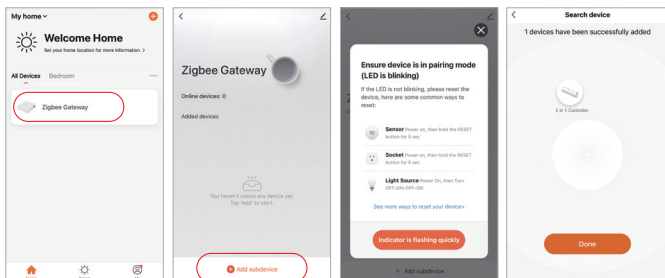 My home
Welcome Home
Set your home location for more information >
All Devices Bedroom ...
Zigbee Gateway
Zigbee Gateway
Online devices: 0
Added devices
You haven't create any device yet.
Tap "Add" to start.
Add subdevice
Ensure device is in pairing mode
(LED is blinking)
If the LED is not blinking, please reset the
device, here are some common ways to
reset:
Sensor Power on, then hold the RESET
button for 5 sec
Socket Power on, then hold the RESET
button for 5 sec
Light Source Power On, then Turn
OFF-ON-OFF-ON
See more ways to reset your device>
Indicator is flashing quickly
+ Add subdevice
Search device
1 devices have been successfully added
5 in 1 Controller
Done